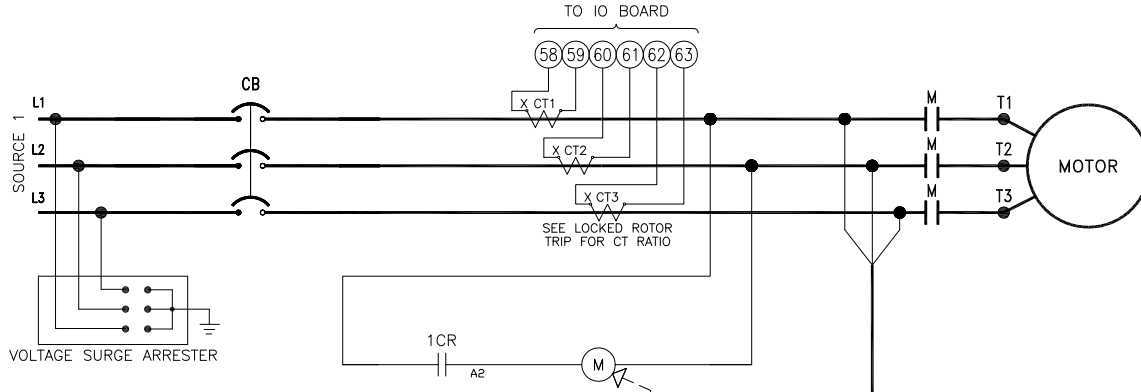 TO IO BOARD
58 59 60 61 62 63
CB
SOURCE 1
L1
X CT1
M
T1
L2
X CT2
M
T2
MOTOR
L3
X CT3
M
T3
SEE LOCKED ROTOR
TRIP FOR CT RATIO
VOLTAGE SURGE ARRESTER
1CR
A2
M